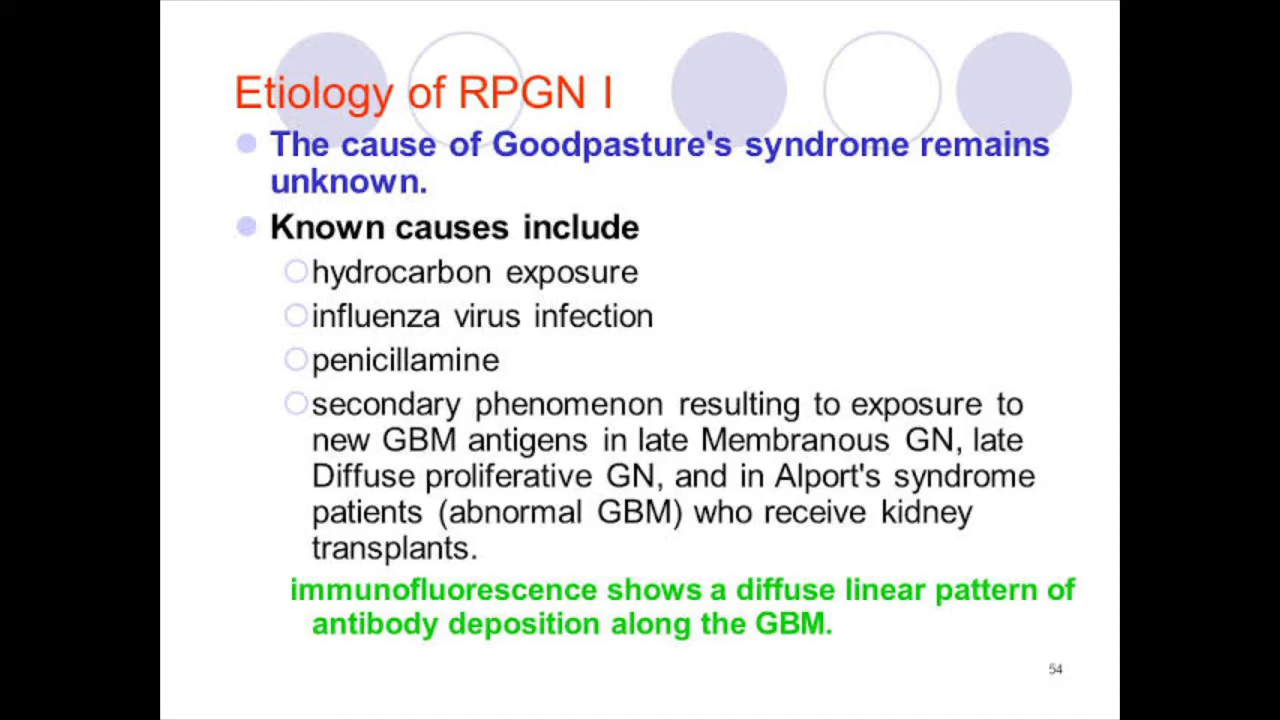 Etiology of RPGN I
The cause of Goodpasture's syndrome remains
unknown.
Known causes include
hydrocarbon exposure
influenza virus infection
penicillamine
secondary phenomenon resulting to exposure to
new GBM antigens in late Membranous GN, late
Diffuse proliferative GN, and in Alport's syndrome
patients (abnormal GBM) who receive kidney
transplants.
immunofluorescence shows a diffuse linear pattern of
antibody deposition along the GBM.
54